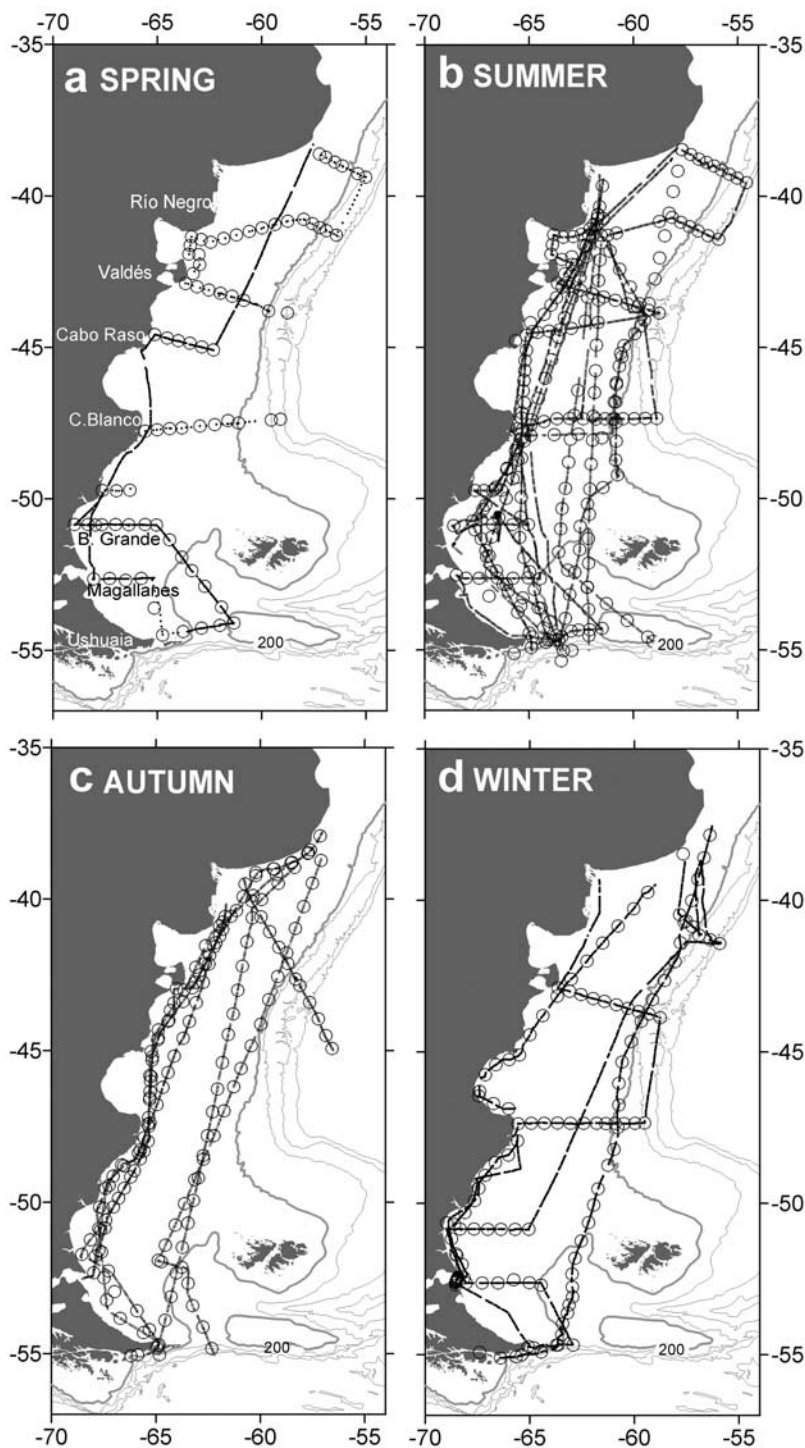 -70 -65 -60 -55
-70 -65 -60 -55
-35
a SPRING
b SUMMER
-35
-40
Río Negro
-40
Valdés
Cabo Raso
-45
-45
C.Blanco
-50
B. Grande
-50
Magallanes
-55
Ushuaia
200
200
-55
-35
c AUTUMN
d WINTER
-35
-40
-40
-45
-45
-50
-50
-55
200
200
-55
-70 -65 -60 -55
-70 -65 -60 -55